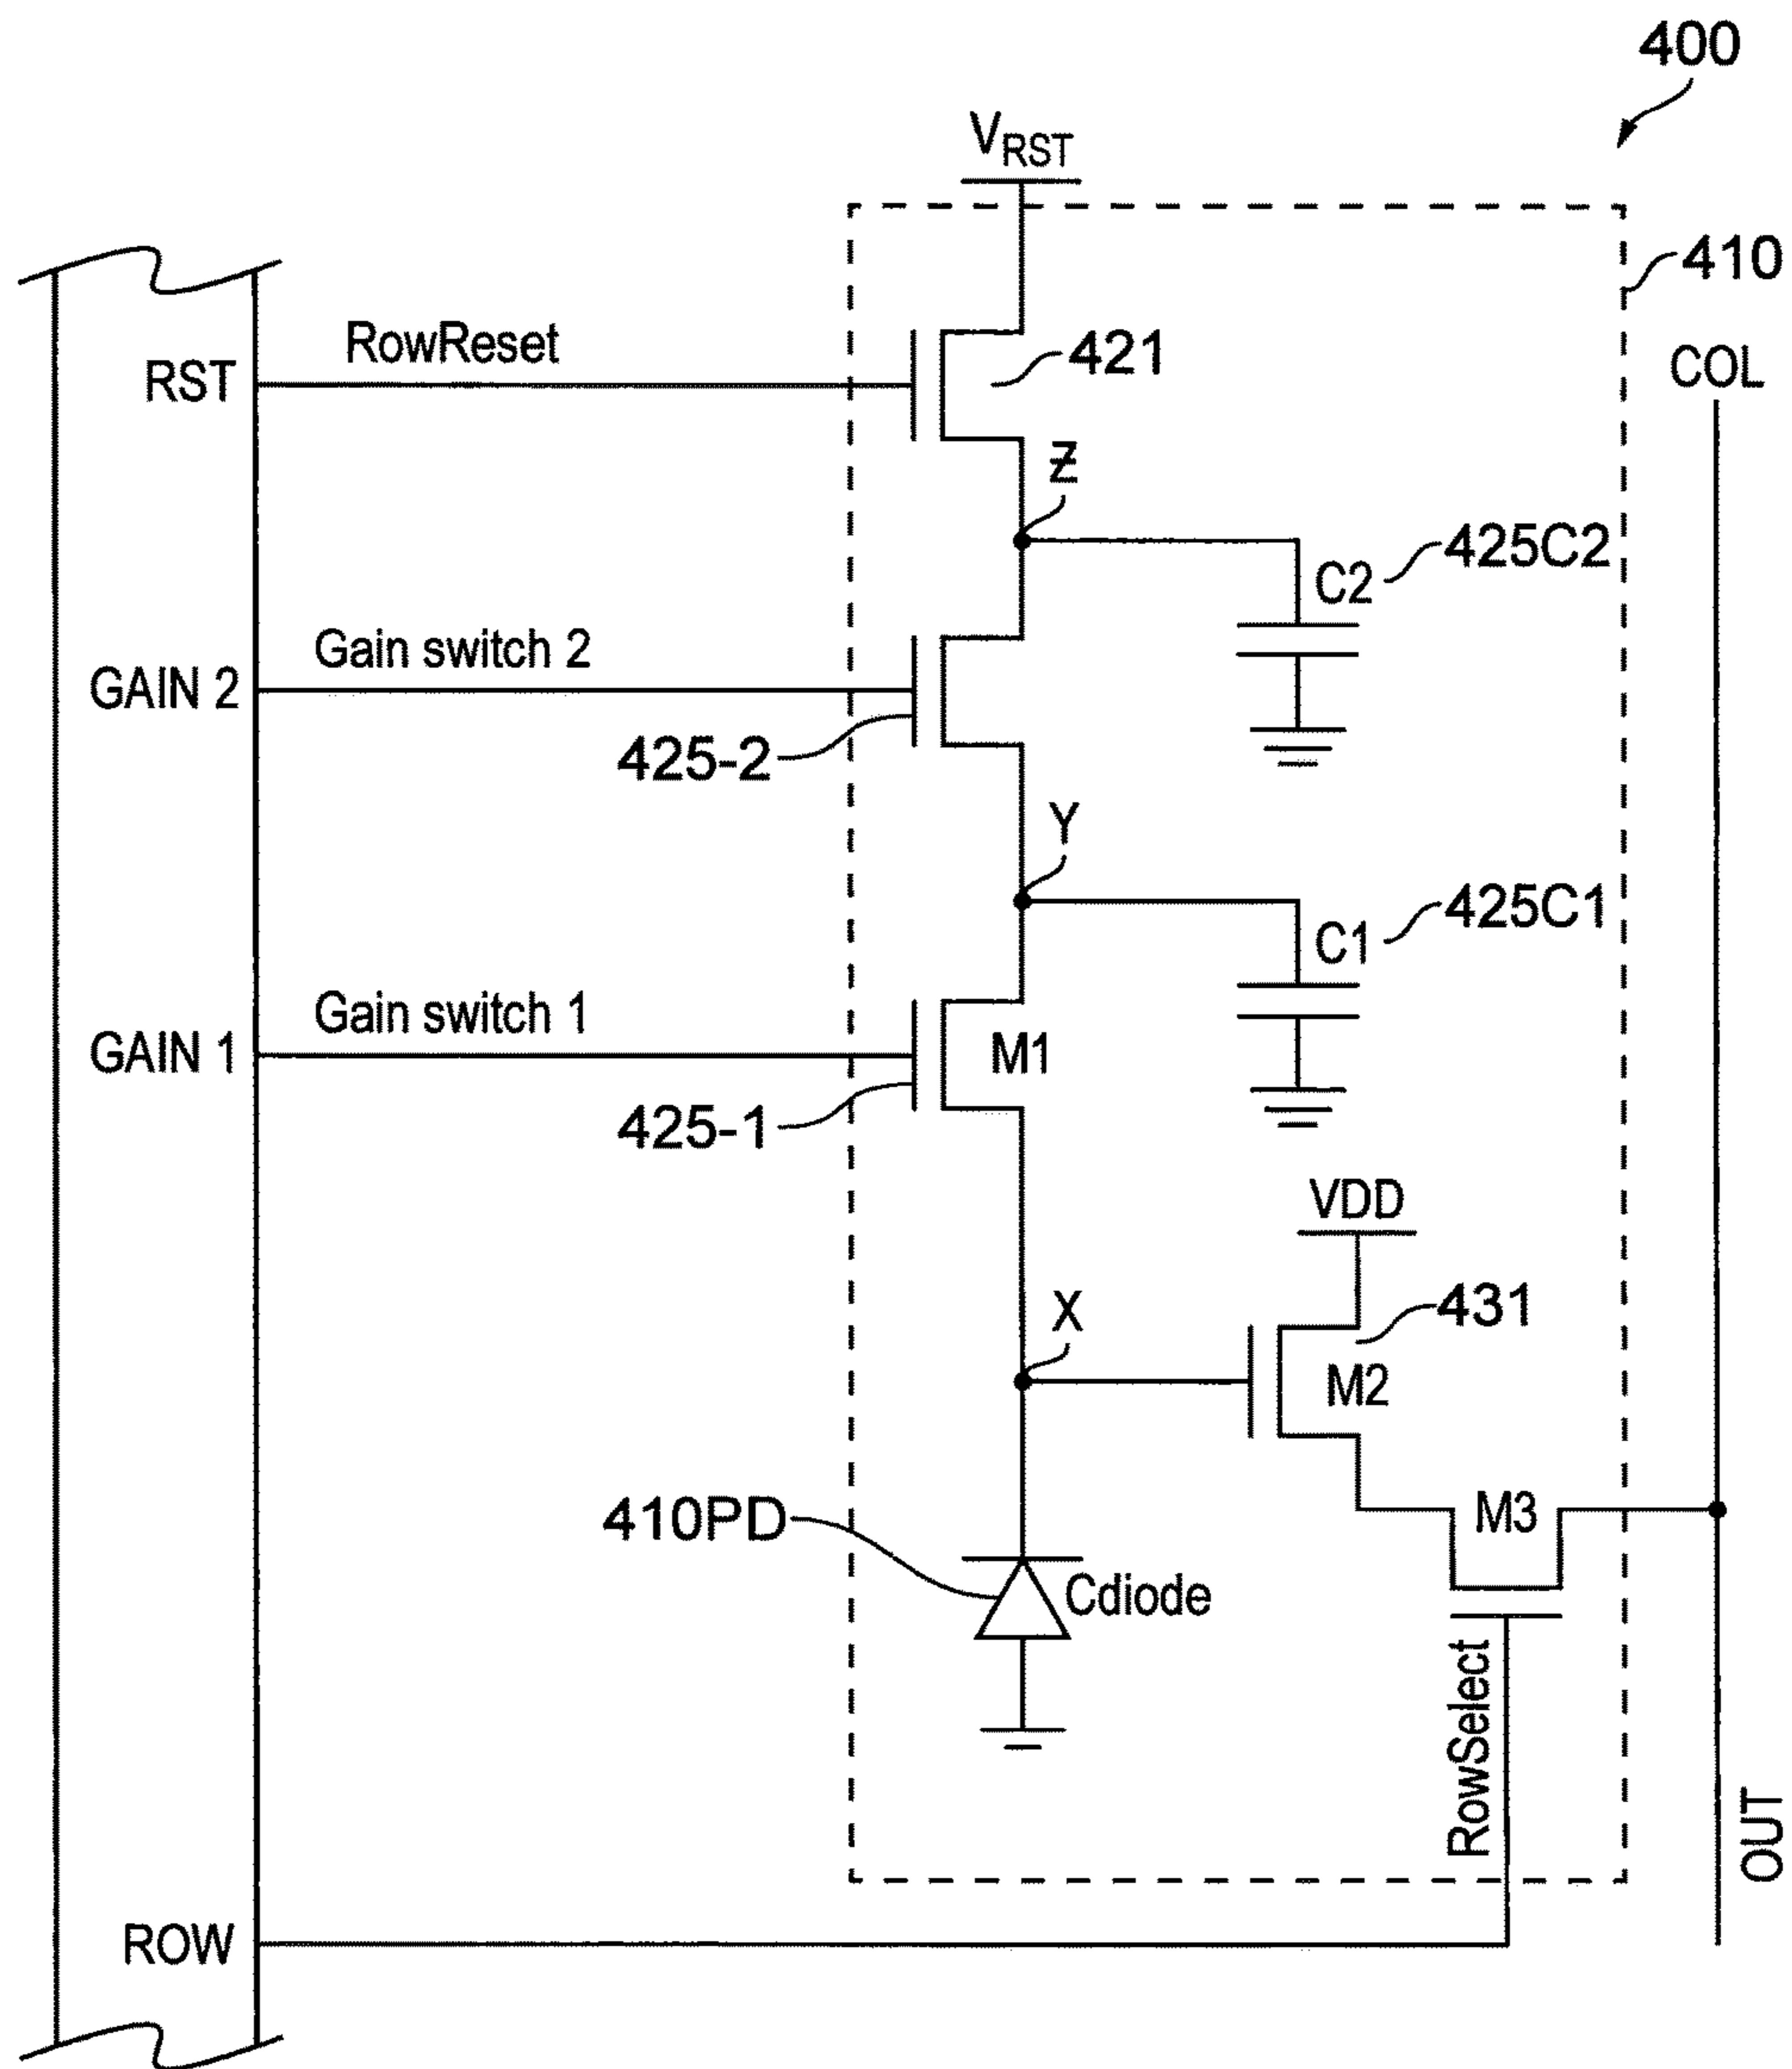 400
VRST
410
RowReset
RST
421
COL
Z
425C2
C2
Gain switch 2
GAIN 2
425-2
Y
425C1
C1
Gain switch 1
GAIN 1
M1
425-1
VDD
431
X
M2
410PD
M3
Cdiode
RowSelect
OUT
ROW